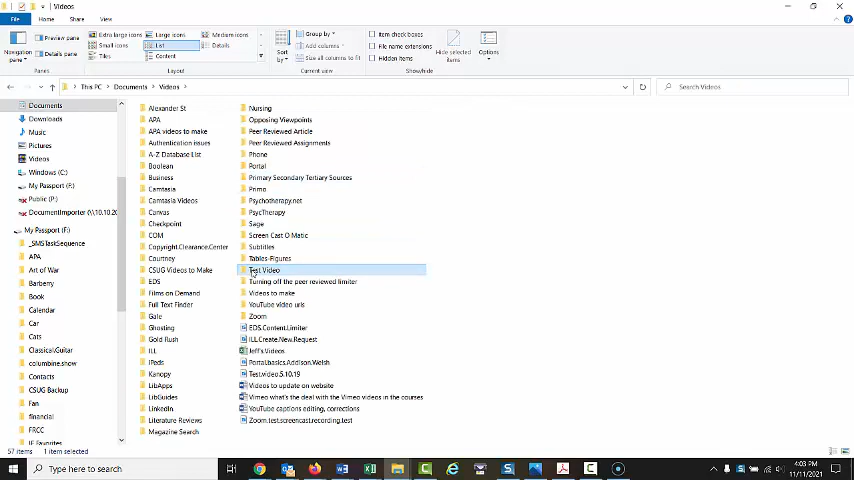 Videos
File
Home
Share
View
Navigation pane
Preview pane
Details pane
Panes
Extra large icons
Large icons
Medium icons
Small icons
List
Details
Tiles
Content
Layout
Sort by
Group by
Add columns
Size all columns to fit
Current view
Item check boxes
File name extensions
Hidden items
Hide selected items
Show/hide
Options
This PC
Documents
Videos
Search Videos
Documents
Downloads
Music
Pictures
Videos
Windows (C:)
My Passport (F:)
Public (P:)
DocumentImporter (\\10.10.20
My Passport (F:)
_SMSTaskSequence
APA
Art of War
Barberry
Book
Calendar
Car
Cats
Classical.Guitar
columbine.show
Contacts
CSUG Backup
Fan
financial
FRCC
IE Favorites
Alexander St
APA
APA videos to make
Authentication issues
A-Z Database List
Boolean
Business
Camtasia
Camtasia Videos
Canvas
Checkpoint
COM
Copyright.Clearance.Center
Courtney
CSUG Videos to Make
EDS
Films on Demand
Full Text Finder
Gale
Ghosting
Gold Rush
ILL
IPeds
Kanopy
LibApps
LibGuides
LinkedIn
Literature Reviews
Magazine Search
Nursing
Opposing Viewpoints
Peer Reviewed Article
Peer Reviewed Assignments
Phone
Portal
Primary Secondary Tertiary Sources
Primo
Psychotherapy.net
PsycTherapy
Sage
Screen Cast O Matic
Subtitles
Tables-Figures
Test Video
Turning off the peer reviewed limiter
Videos to make
YouTube video urls
Zoom
EDS.Content.Limiter
ILL.Create.New.Request
Jeff's.Videos
Portal.basics.Addison.Welsh
Test.video.5.10.19
Videos to update on website
Vimeo what's the deal with the Vimeo videos in the courses
YouTube captions editing, corrections
Zoom.test.screencast.recording.test
57 items
1 item selected
Type here to search
4:03 PM
11/11/2021